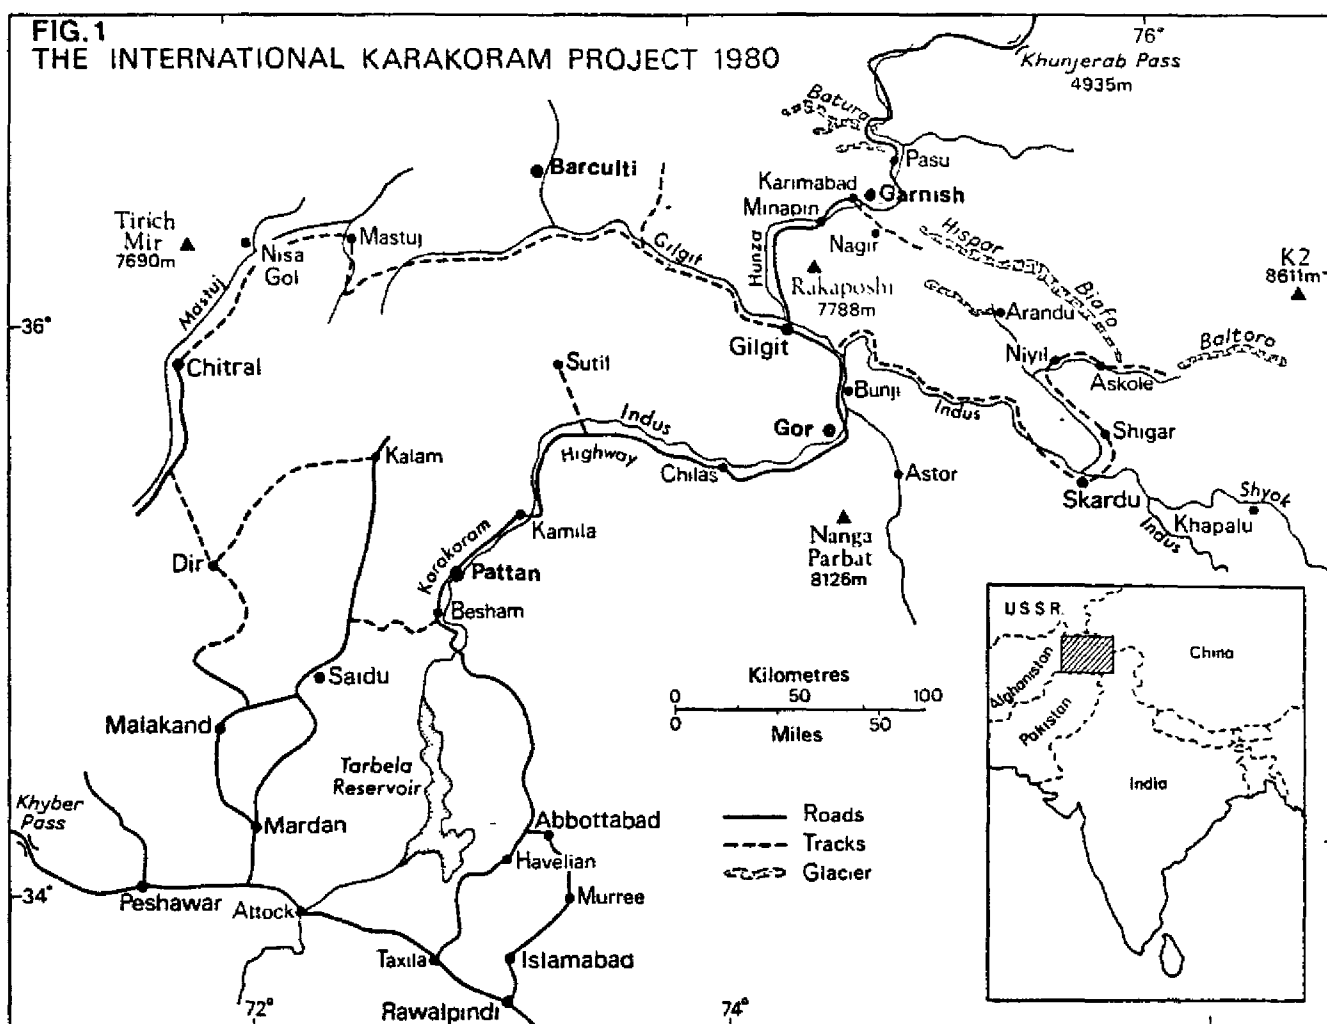 FIG.1
THE INTERNATIONAL KARAKORAM PROJECT 1980
76°
Khunjerab Pass
4935m
Batura
Pasu
Barculti
Karimabad
Garnish
Minapin
Tirich
Mir
7690m
Mastuj
Nisa
Gol
Mastuj
Gilgit
Hunza
Nagir
Hispar
K2
8611m
Rakaposhi
7788m
Biafo
Arandu
36°
Gilgit
Baltoro
Chitral
Sutil
Niyil
Askole
Bunji
Indus
Indus
Gor
Shigar
Highway
Kalam
Chilas
Astor
Skardu
Shyok
Khapalu
Indus
Kamila
Nanga
Parbat
8126m
Karakoram
Dir
Pattan
Besham
U.S.S.R.
China
Afghanistan
Pakistan
India
Saidu
Kilometres
0 50 100
0 50
Miles
Malakand
Tarbela
Reservoir
Khyber
Pass
Mardan
Abbottabad
Roads
Tracks
Glacier
Havelian
34°
Peshawar
Attock
Murree
Taxila
Islamabad
72°
Rawalpindi
74°